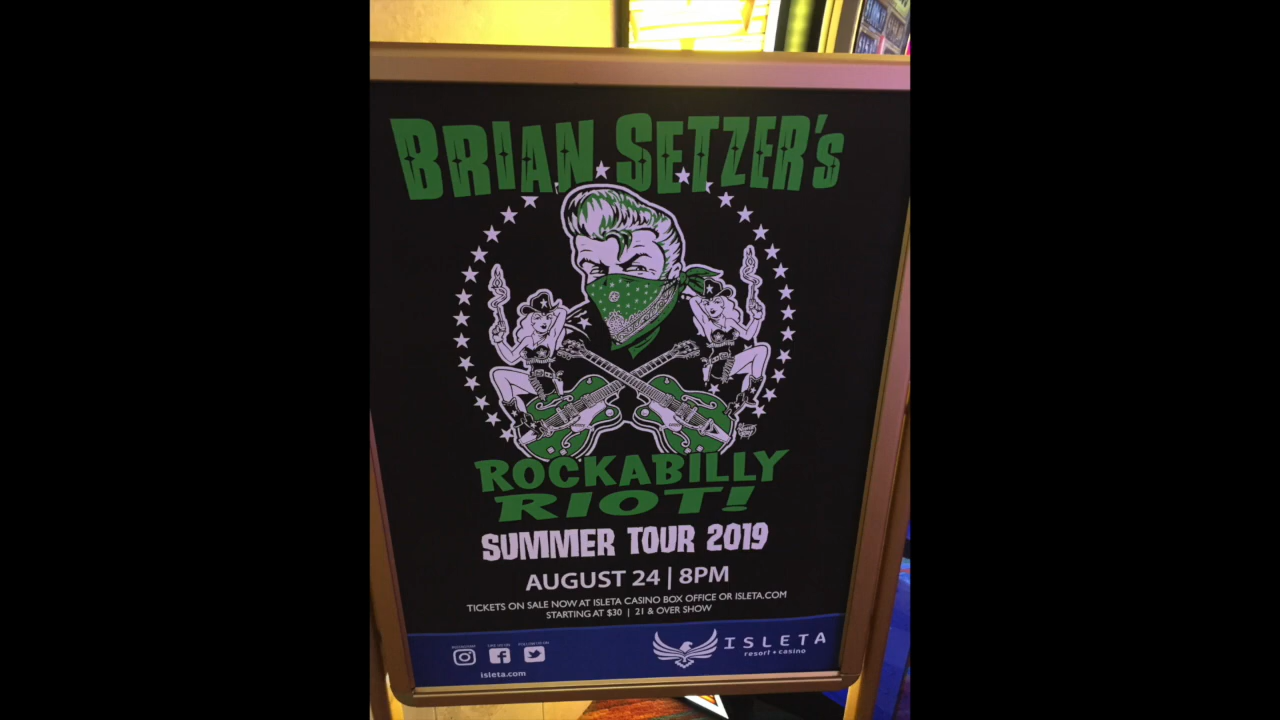 BRIAN SETZER'S
ROCKABILLY
RIOT!
SUMMER TOUR 2019
AUGUST 24 | 8PM
TICKETS ON SALE NOW AT ISLETA CASINO BOX OFFICE OR ISLETA.COM
STARTING AT $30 | 21 & OVER SHOW
ISLETA
resort • casino
isleta.com